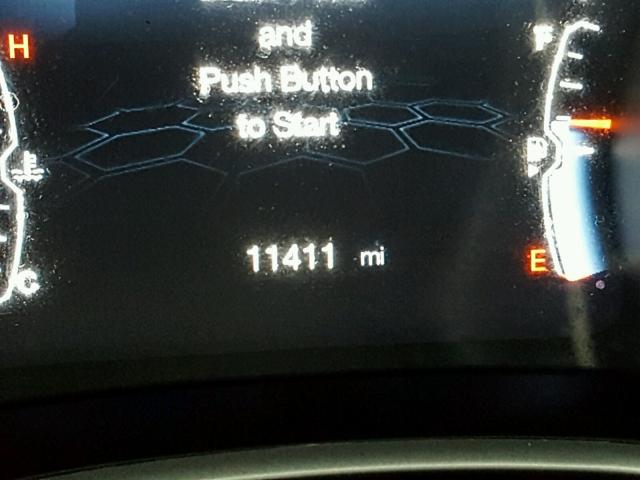 and
Push Button
to Start
H
F
E
11411 mi
C